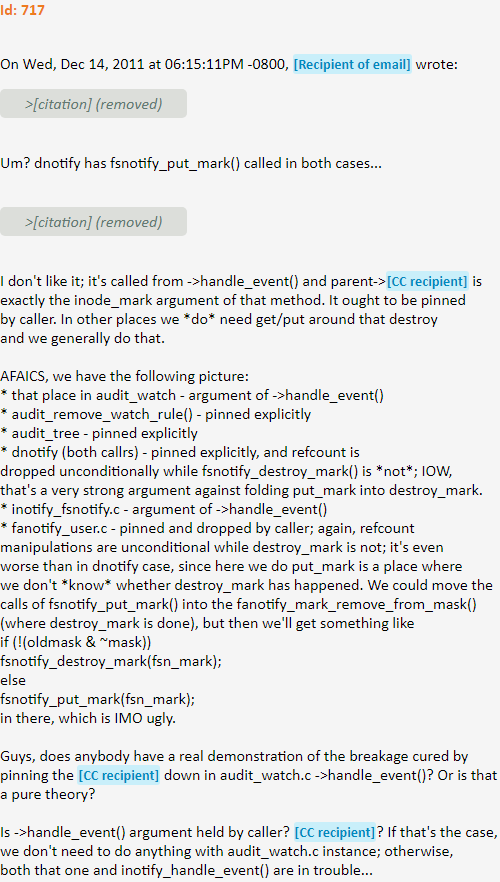 Id: 717
On Wed, Dec 14, 2011 at 06:15:11PM -0800, [Recipient of email] wrote:
>[citation] (removed)
Um? dnotify has fsnotify_put_mark() called in both cases...
>[citation] (removed)
I don't like it; it's called from ->handle_event() and parent->[CC recipient] is
exactly the inode_mark argument of that method. It ought to be pinned
by caller. In other places we *do* need get/put around that destroy
and we generally do that.
AFAICS, we have the following picture:
* that place in audit_watch - argument of ->handle_event()
* audit_remove_watch_rule() - pinned explicitly
* audit_tree - pinned explicitly
* dnotify (both callrs) - pinned explicitly, and refcount is
dropped unconditionally while fsnotify_destroy_mark() is *not*; IOW,
that's a very strong argument against folding put_mark into destroy_mark.
* inotify_fsnotify.c - argument of ->handle_event()
* fanotify_user.c - pinned and dropped by caller; again, refcount
manipulations are unconditional while destroy_mark is not; it's even
worse than in dnotify case, since here we do put_mark is a place where
we don't *know* whether destroy_mark has happened. We could move the
calls of fsnotify_put_mark() into the fanotify_mark_remove_from_mask()
(where destroy_mark is done), but then we'll get something like
if (!(oldmask & ~mask))
fsnotify_destroy_mark(fsn_mark);
else
fsnotify_put_mark(fsn_mark);
in there, which is IMO ugly.
Guys, does anybody have a real demonstration of the breakage cured by
pinning the [CC recipient] down in audit_watch.c ->handle_event()? Or is that
a pure theory?
Is ->handle_event() argument held by caller? [CC recipient]? If that's the case,
we don't need to do anything with audit_watch.c instance; otherwise,
both that one and inotify_handle_event() are in trouble...